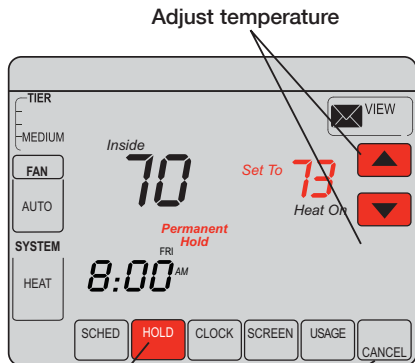 Adjust temperature
TIER
MEDIUM
VIEW
FAN
AUTO
Inside
70
Set To
73
Heat On
Permanent
Hold
SYSTEM
HEAT
FRI
8:00 AM
SCHED
HOLD
CLOCK
SCREEN
USAGE
CANCEL